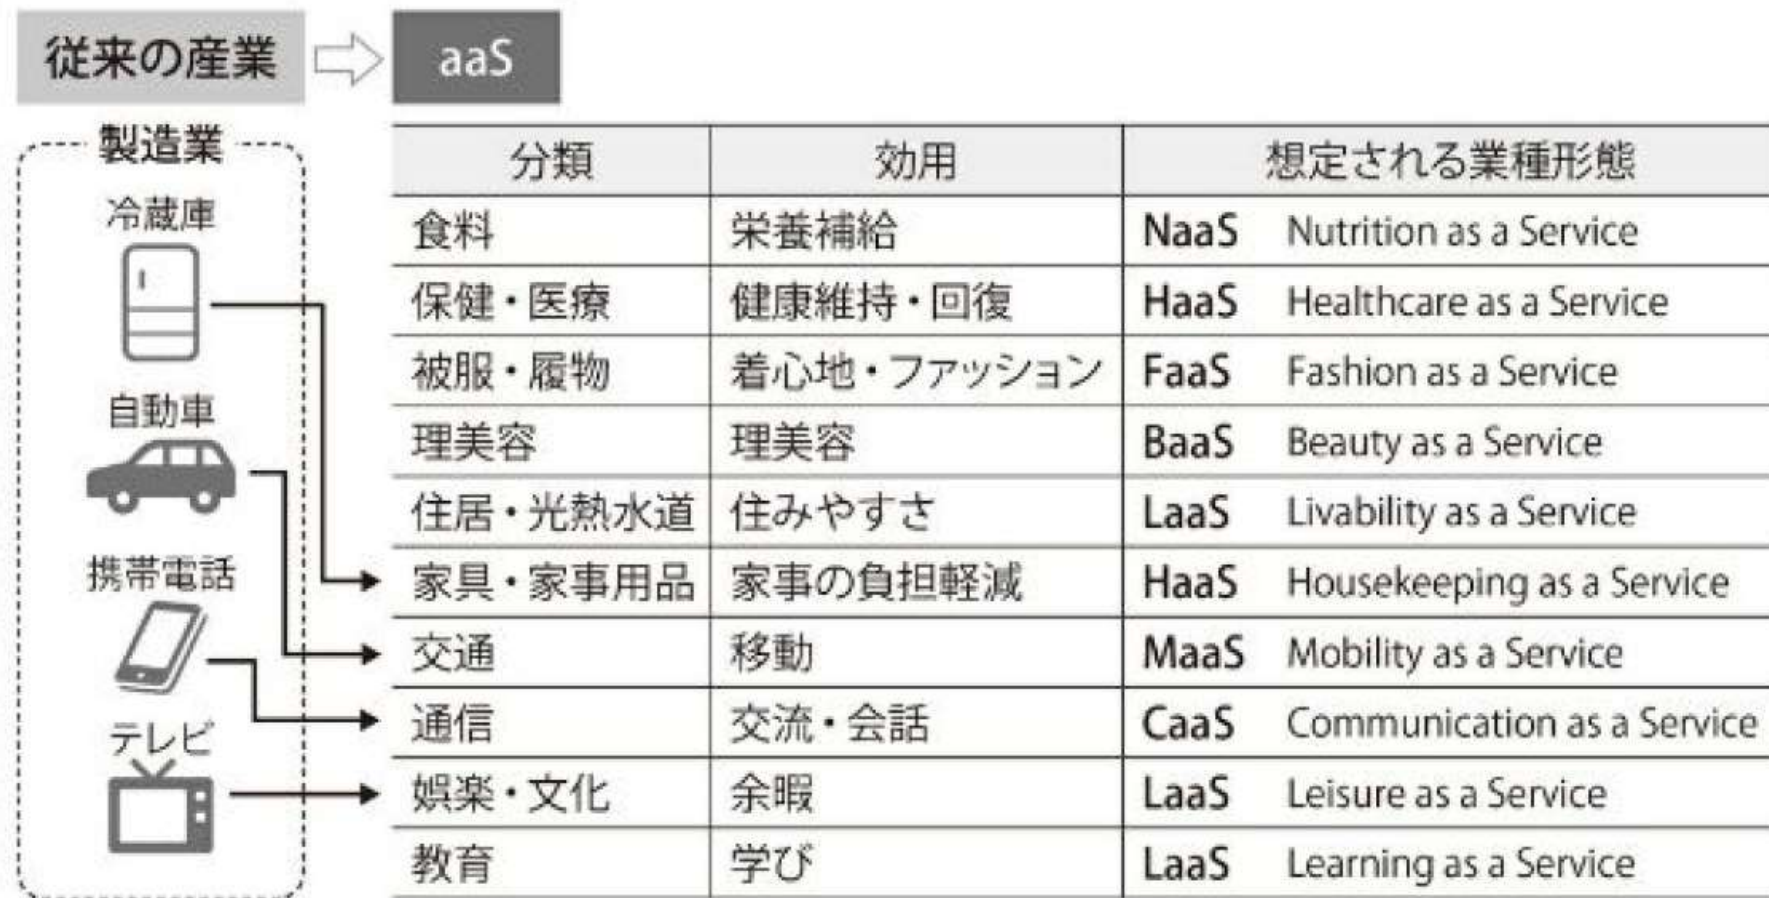 従来の産業
aaS
製造業
冷蔵庫
自動車
携帯電話
テレビ
分類 効用 想定される業種形態
食料 栄養補給 NaaS Nutrition as a Service
保健・医療 健康維持・回復 HaaS Healthcare as a Service
被服・履物 着心地・ファッション FaaS Fashion as a Service
理美容 理美容 BaaS Beauty as a Service
住居・光熱水道 住みやすさ LaaS Livability as a Service
家具・家事用品 家事の負担軽減 HaaS Housekeeping as a Service
交通 移動 MaaS Mobility as a Service
通信 交流・会話 CaaS Communication as a Service
娯楽・文化 余暇 LaaS Leisure as a Service
教育 学び LaaS Learning as a Service